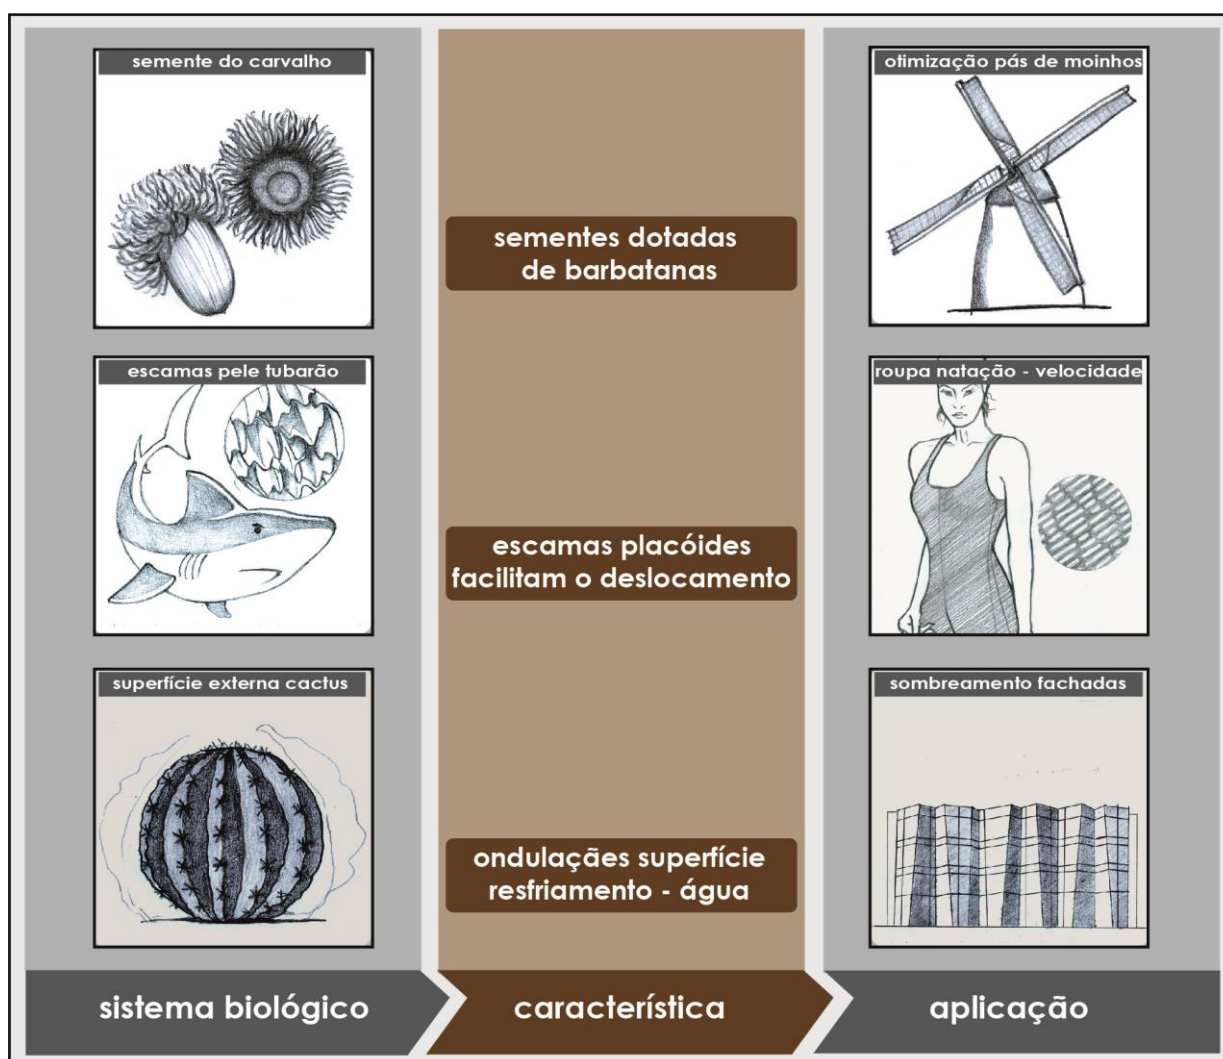 semente do carvalho
sementes dotadas
de barbatanas
otimização pás de moinhos
escamas pele tubarão
escamas placóides
facilitam o deslocamento
roupa natação - velocidade
superfície externa cactus
ondulaçães superfície
resfriamento - água
sombreamento fachadas
sistema biológico
característica
aplicação